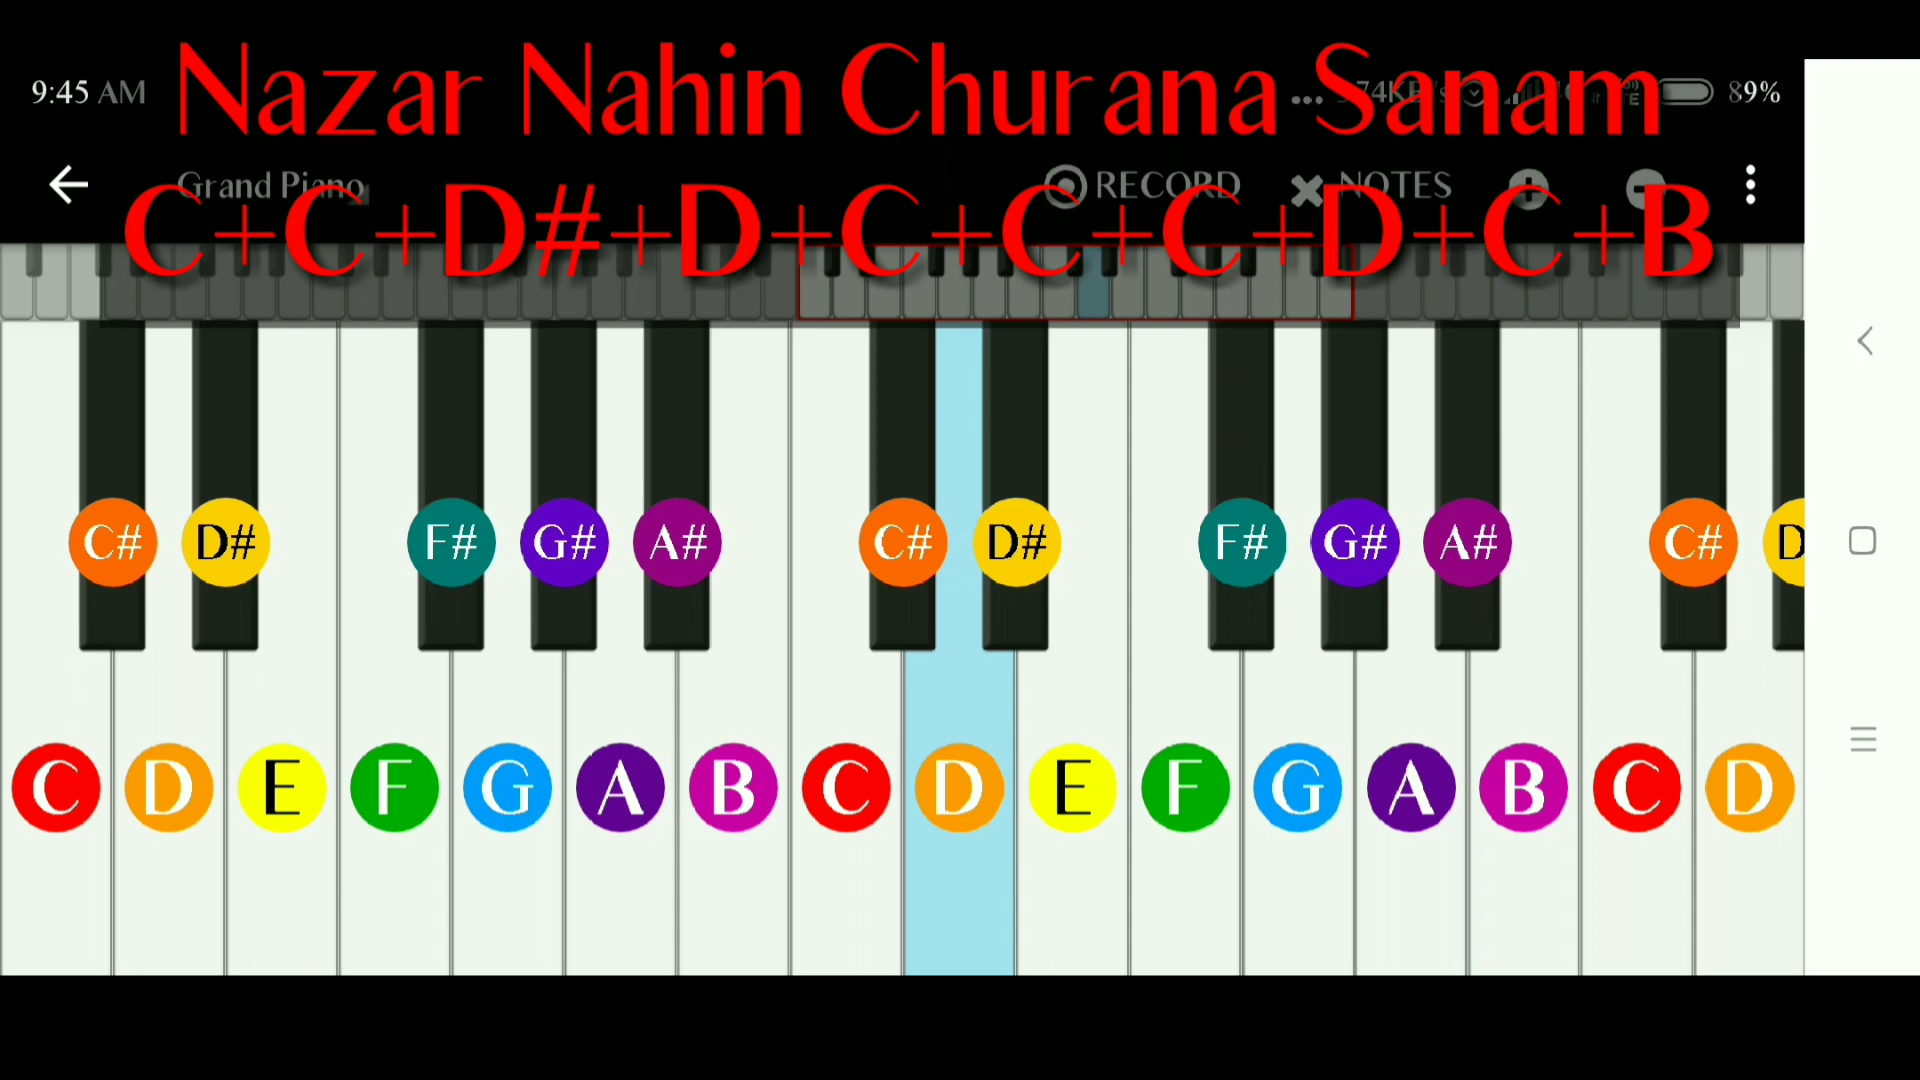 Nazar Nahin Churana Sanam
9:45 AM
89%
Grand Piano
RECORD
NOTES
C+C+D#+D+C+C+C+D+C+B
C# D# F# G# A# C# D# F# G# A# C# D
C D E F G A B C D E F G A B C D